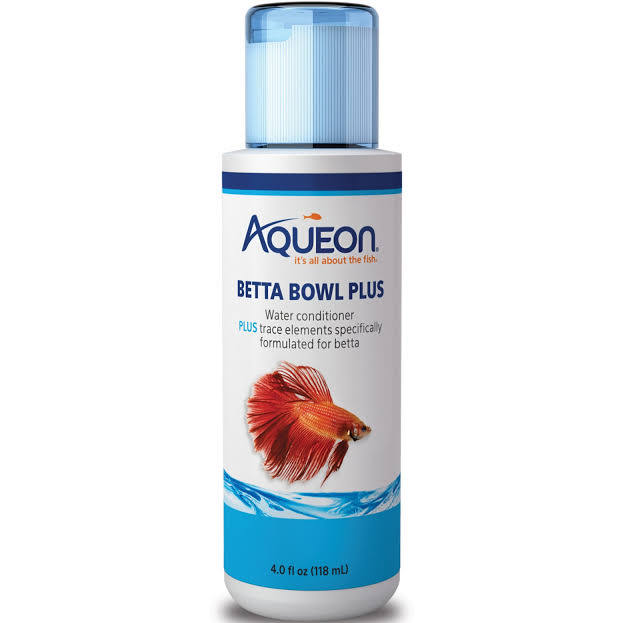 AQUEON®
it's all about the fish.
BETTA BOWL PLUS
Water conditioner
PLUS trace elements specifically
formulated for betta
4.0 fl oz (118 mL)